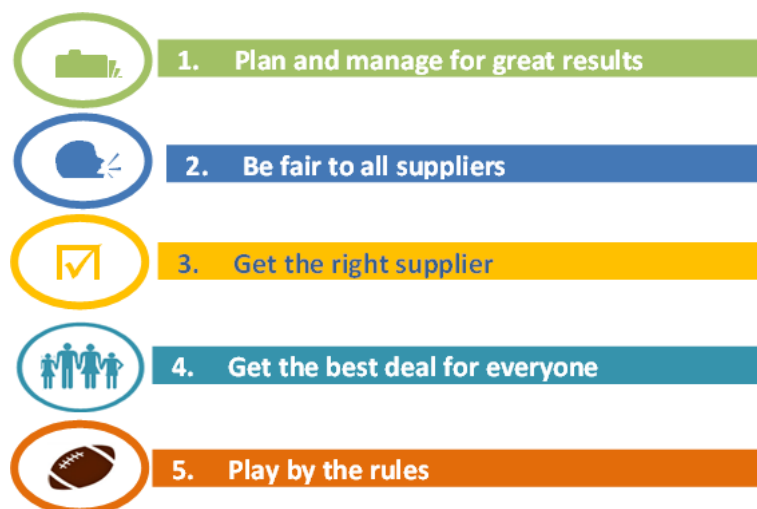 1. Plan and manage for great results
2. Be fair to all suppliers
3. Get the right supplier
4. Get the best deal for everyone
5. Play by the rules